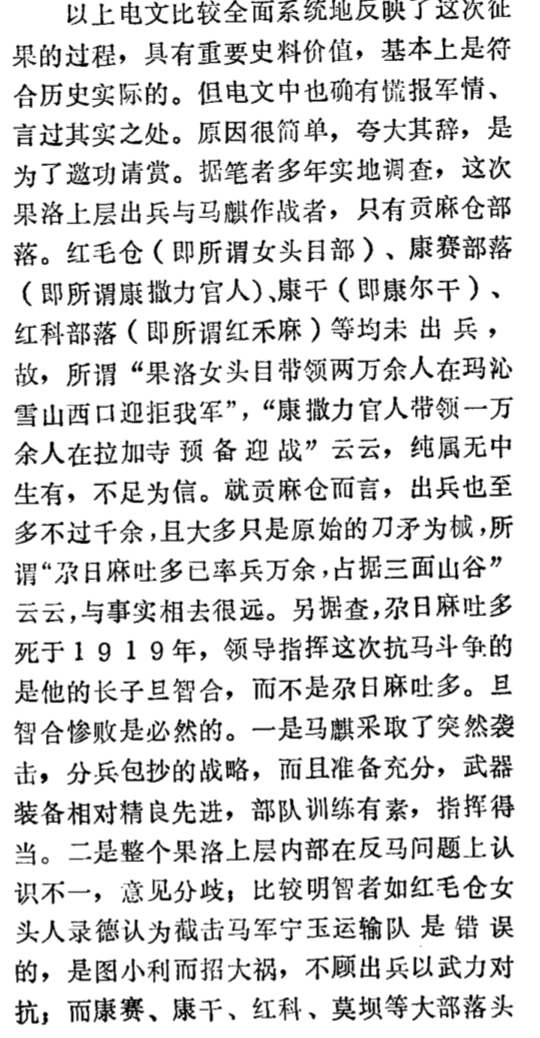 以上电文比较全面系统地反映了这次征
果的过程，具有重要史料价值，基本上是符
合历史实际的。但电文中也确有慌报军情、
言过其实之处。原因很简单，夸大其辞，是
为了邀功请赏。据笔者多年实地调查，这次
果洛上层出兵与马麒作战者，只有贡麻仓部
落。红毛仓（即所谓女头目部）、康赛部落
（即所谓康撒力官人）、康干（即康尔干）、
红科部落（即所谓红禾麻）等均未出兵，
故，所谓“果洛女头目带领两万余人在玛沁
雪山西口迎拒我军”，“康撒力官人带领一万
余人在拉加寺预备迎战”云云，纯属无中
生有，不足为信。就贡麻仓而言，出兵也至
多不过千余，且大多只是原始的刀矛为械，所
谓“尕日麻吐多已率兵万余，占据三面山谷”
云云，与事实相去很远。另据查，尕日麻吐多
死于1919年，领导指挥这次抗马斗争的
是他的长子旦智合，而不是尕日麻吐多。旦
智合惨败是必然的。一是马麒采取了突然袭
击，分兵包抄的战略，而且准备充分，武器
装备相对精良先进，部队训练有素，指挥得
当。二是整个果洛上层内部在反马问题上认
识不一，意见分歧；比较明智者如红毛仓女
头人录德认为截击马军宁玉运输队是错误
的，是图小利而招大祸，不顾出兵以武力对
抗；而康赛、康干、红科、莫坝等大部落头